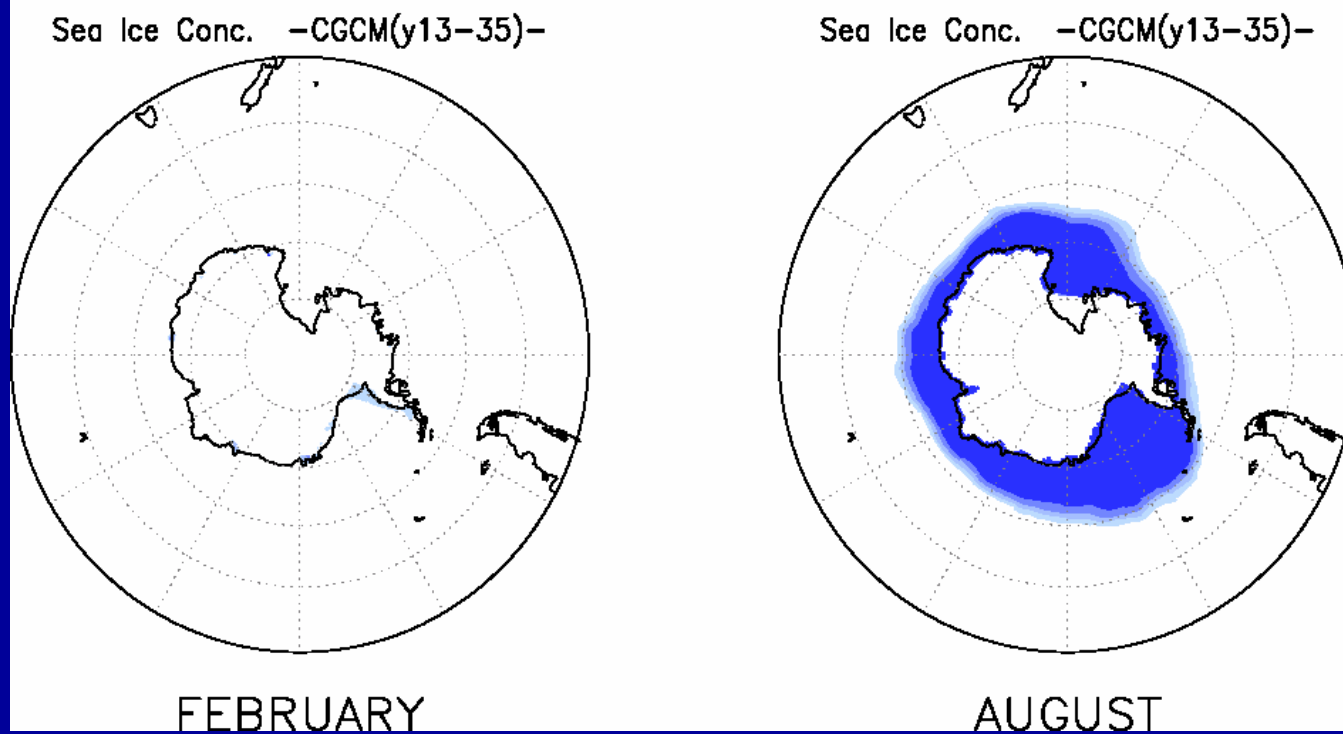 Sea Ice Conc. -CGCM(y13-35)-
Sea Ice Conc. -CGCM(y13-35)-
FEBRUARY
AUGUST